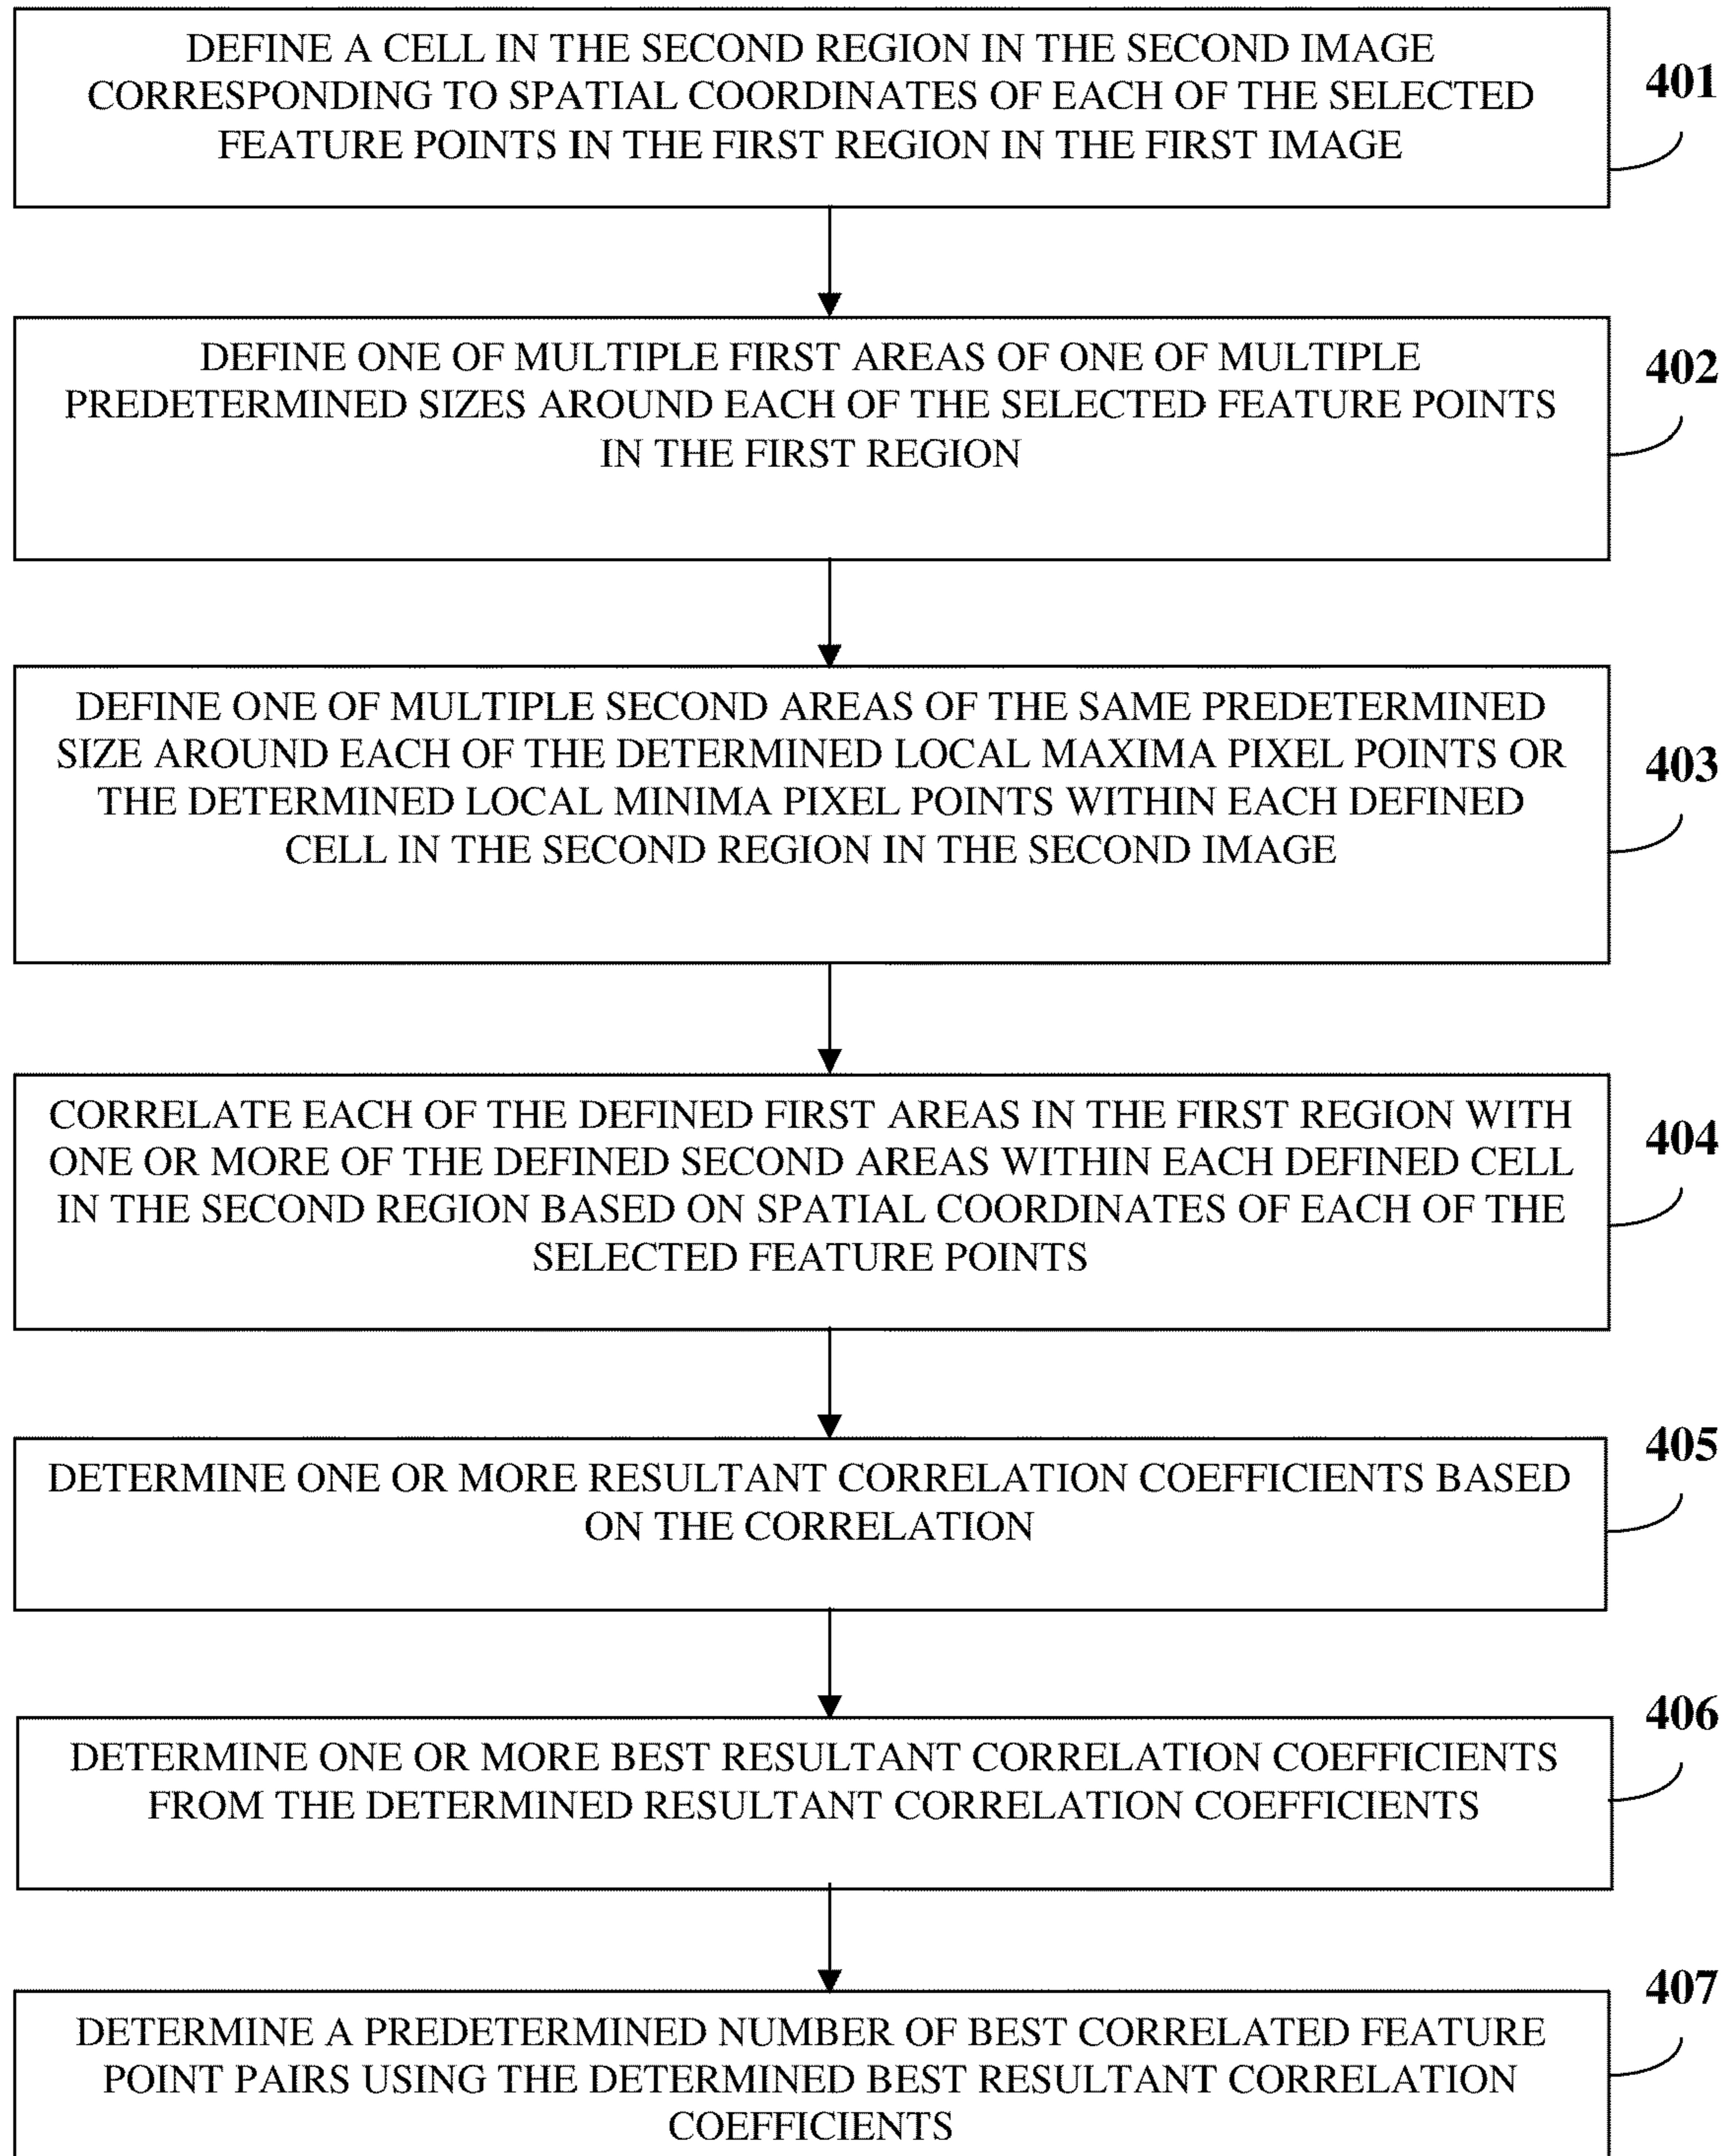 DEFINE A CELL IN THE SECOND REGION IN THE SECOND IMAGE
CORRESPONDING TO SPATIAL COORDINATES OF EACH OF THE SELECTED
FEATURE POINTS IN THE FIRST REGION IN THE FIRST IMAGE
401
DEFINE ONE OF MULTIPLE FIRST AREAS OF ONE OF MULTIPLE
PREDETERMINED SIZES AROUND EACH OF THE SELECTED FEATURE POINTS
IN THE FIRST REGION
402
DEFINE ONE OF MULTIPLE SECOND AREAS OF THE SAME PREDETERMINED
SIZE AROUND EACH OF THE DETERMINED LOCAL MAXIMA PIXEL POINTS OR
THE DETERMINED LOCAL MINIMA PIXEL POINTS WITHIN EACH DEFINED
CELL IN THE SECOND REGION IN THE SECOND IMAGE
403
CORRELATE EACH OF THE DEFINED FIRST AREAS IN THE FIRST REGION WITH
ONE OR MORE OF THE DEFINED SECOND AREAS WITHIN EACH DEFINED CELL
IN THE SECOND REGION BASED ON SPATIAL COORDINATES OF EACH OF THE
SELECTED FEATURE POINTS
404
DETERMINE ONE OR MORE RESULTANT CORRELATION COEFFICIENTS BASED
ON THE CORRELATION
405
DETERMINE ONE OR MORE BEST RESULTANT CORRELATION COEFFICIENTS
FROM THE DETERMINED RESULTANT CORRELATION COEFFICIENTS
406
DETERMINE A PREDETERMINED NUMBER OF BEST CORRELATED FEATURE
POINT PAIRS USING THE DETERMINED BEST RESULTANT CORRELATION
COEFFICIENTS
407